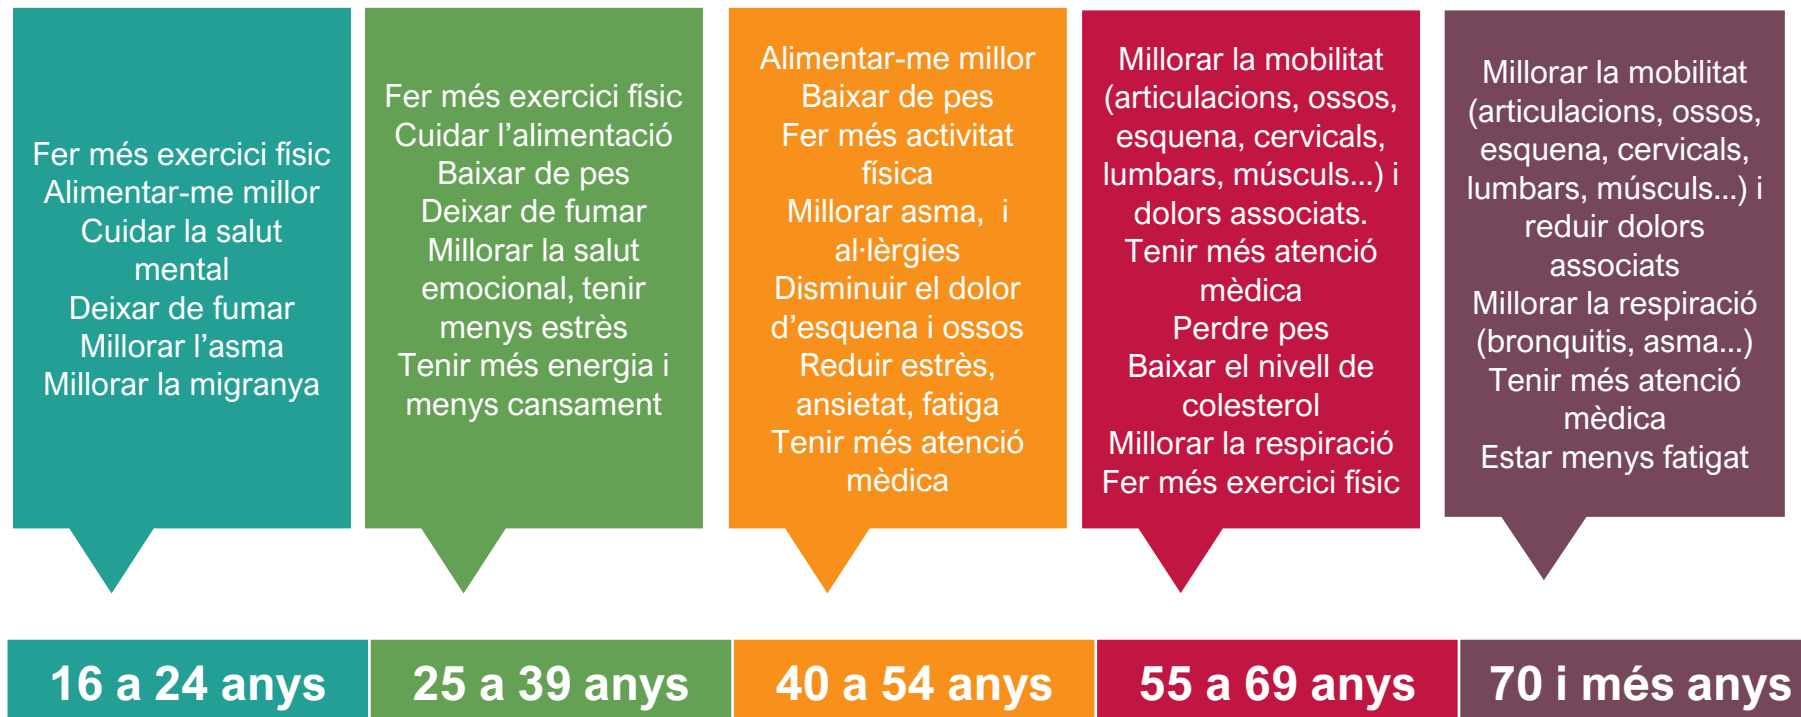 Fer més exercici físic
Alimentar-me millor
Cuidar la salut
mental
Deixar de fumar
Millorar l’asma
Millorar la migranya
Fer més exercici físic
Cuidar l’alimentació
Baixar de pes
Deixar de fumar
Millorar la salut
emocional, tenir
menys estrès
Tenir més energia i
menys cansament
Alimentar-me millor
Baixar de pes
Fer més activitat
física
Millorar asma,  i
al·lèrgies
Disminuir el dolor
d’esquena i ossos
Reduir estrès,
ansietat, fatiga
Tenir més atenció
mèdica
Millorar la mobilitat
(articulacions, ossos,
esquena, cervicals,
lumbars, músculs...) i
dolors associats.
Tenir més atenció
mèdica
Perdre pes
Baixar el nivell de
colesterol
Millorar la respiració
Fer més exercici físic
Millorar la mobilitat
(articulacions, ossos,
esquena, cervicals,
lumbars, músculs...) i
reduir dolors
associats
Millorar la respiració
(bronquitis, asma...)
Tenir més atenció
mèdica
Estar menys fatigat
16 a 24 anys
25 a 39 anys
40 a 54 anys
55 a 69 anys
70 i més anys